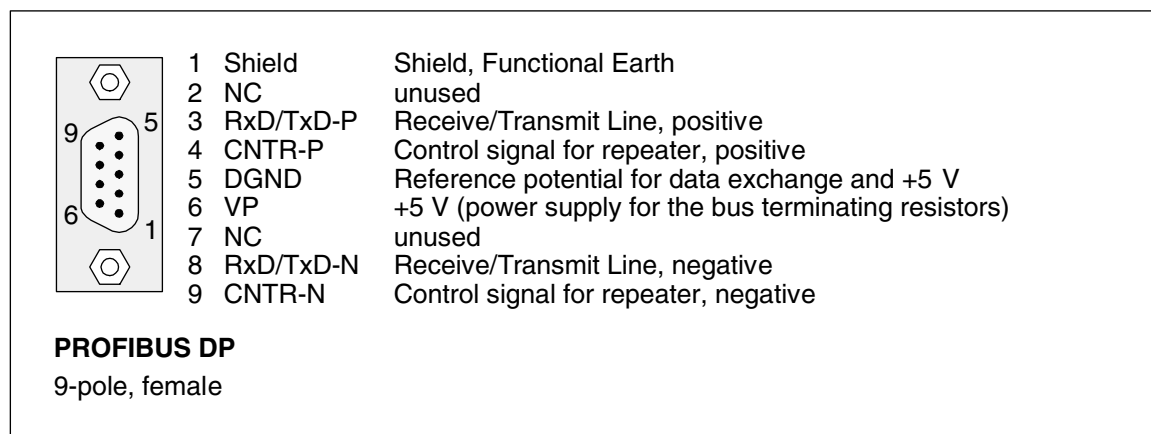 1 Shield Shield, Functional Earth
2 NC unused
3 RxD/TxD-P Receive/Transmit Line, positive
4 CNTR-P Control signal for repeater, positive
5 DGND Reference potential for data exchange and +5 V
6 VP +5 V (power supply for the bus terminating resistors)
7 NC unused
8 RxD/TxD-N Receive/Transmit Line, negative
9 CNTR-N Control signal for repeater, negative
9 5
6 1
PROFIBUS DP
9-pole, female